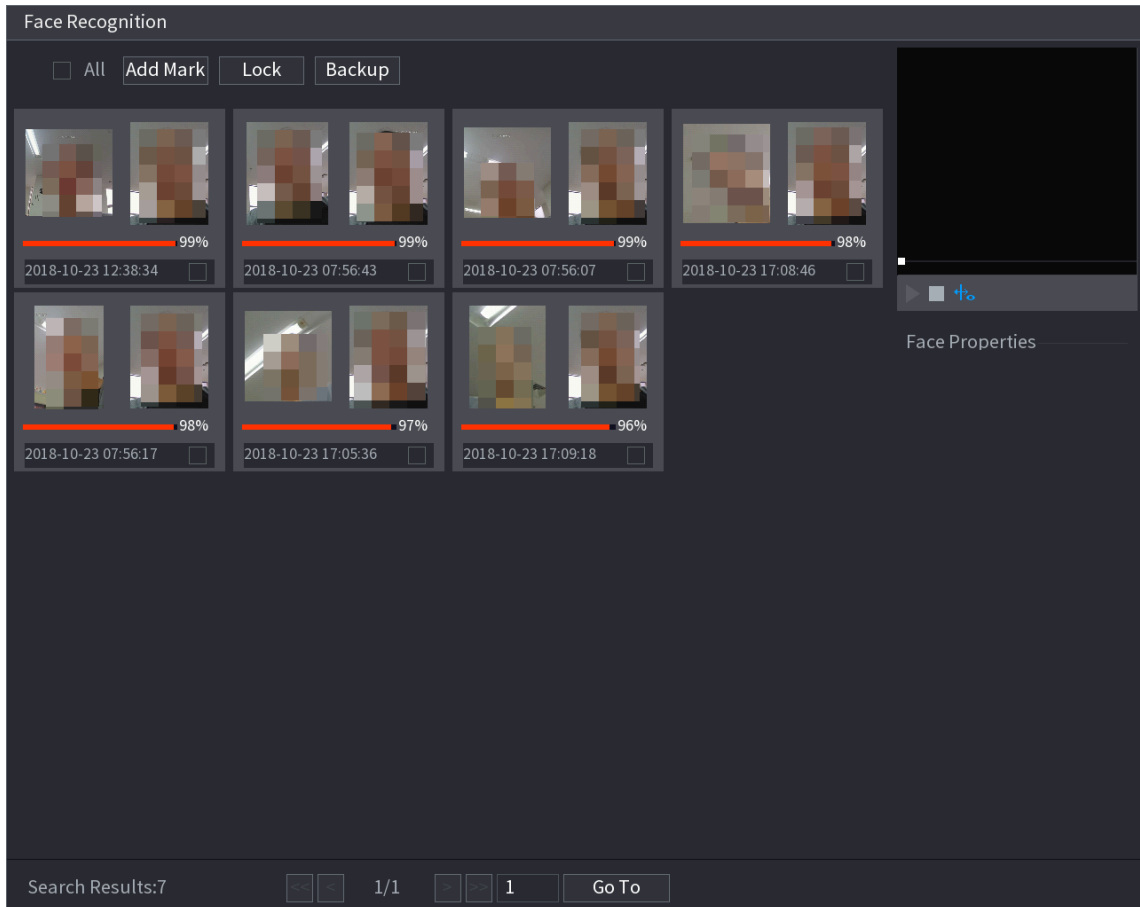 Face Recognition
All Add Mark Lock Backup
99% 99% 99% 98%
2018-10-23 12:38:34 2018-10-23 07:56:43 2018-10-23 07:56:07 2018-10-23 17:08:46
Face Properties
98% 97% 96%
2018-10-23 07:56:17 2018-10-23 17:05:36 2018-10-23 17:09:18
Search Results:7 << < 1/1 > >> 1 Go To